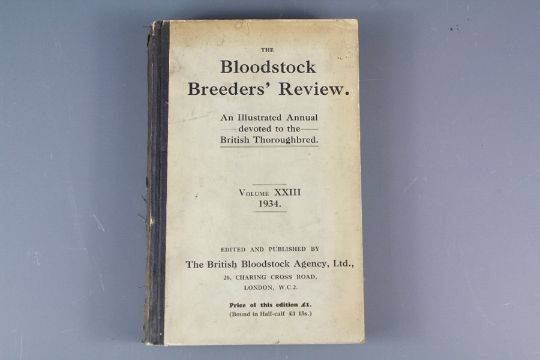 THE
Bloodstock
Breeders' Review.
An Illustrated Annual
devoted to the
British Thoroughbred.
VOLUME XXIII
1934.
EDITED AND PUBLISHED BY
The British Bloodstock Agency, Ltd.,
26, CHARING CROSS ROAD,
LONDON, W.C.2.
Price of this edition £1.
(Bound in Half-calf £1 15s.)